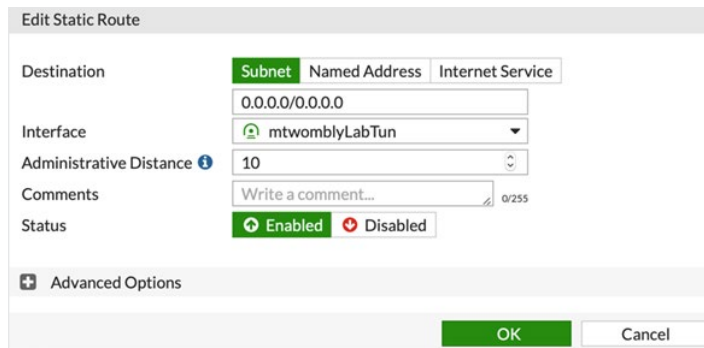 Edit Static Route
Destination Subnet Named Address Internet Service
0.0.0.0/0.0.0.0
Interface mtwomblyLabTun
Administrative Distance 10
Comments Write a comment... 0/255
Status Enabled Disabled
Advanced Options
OK Cancel